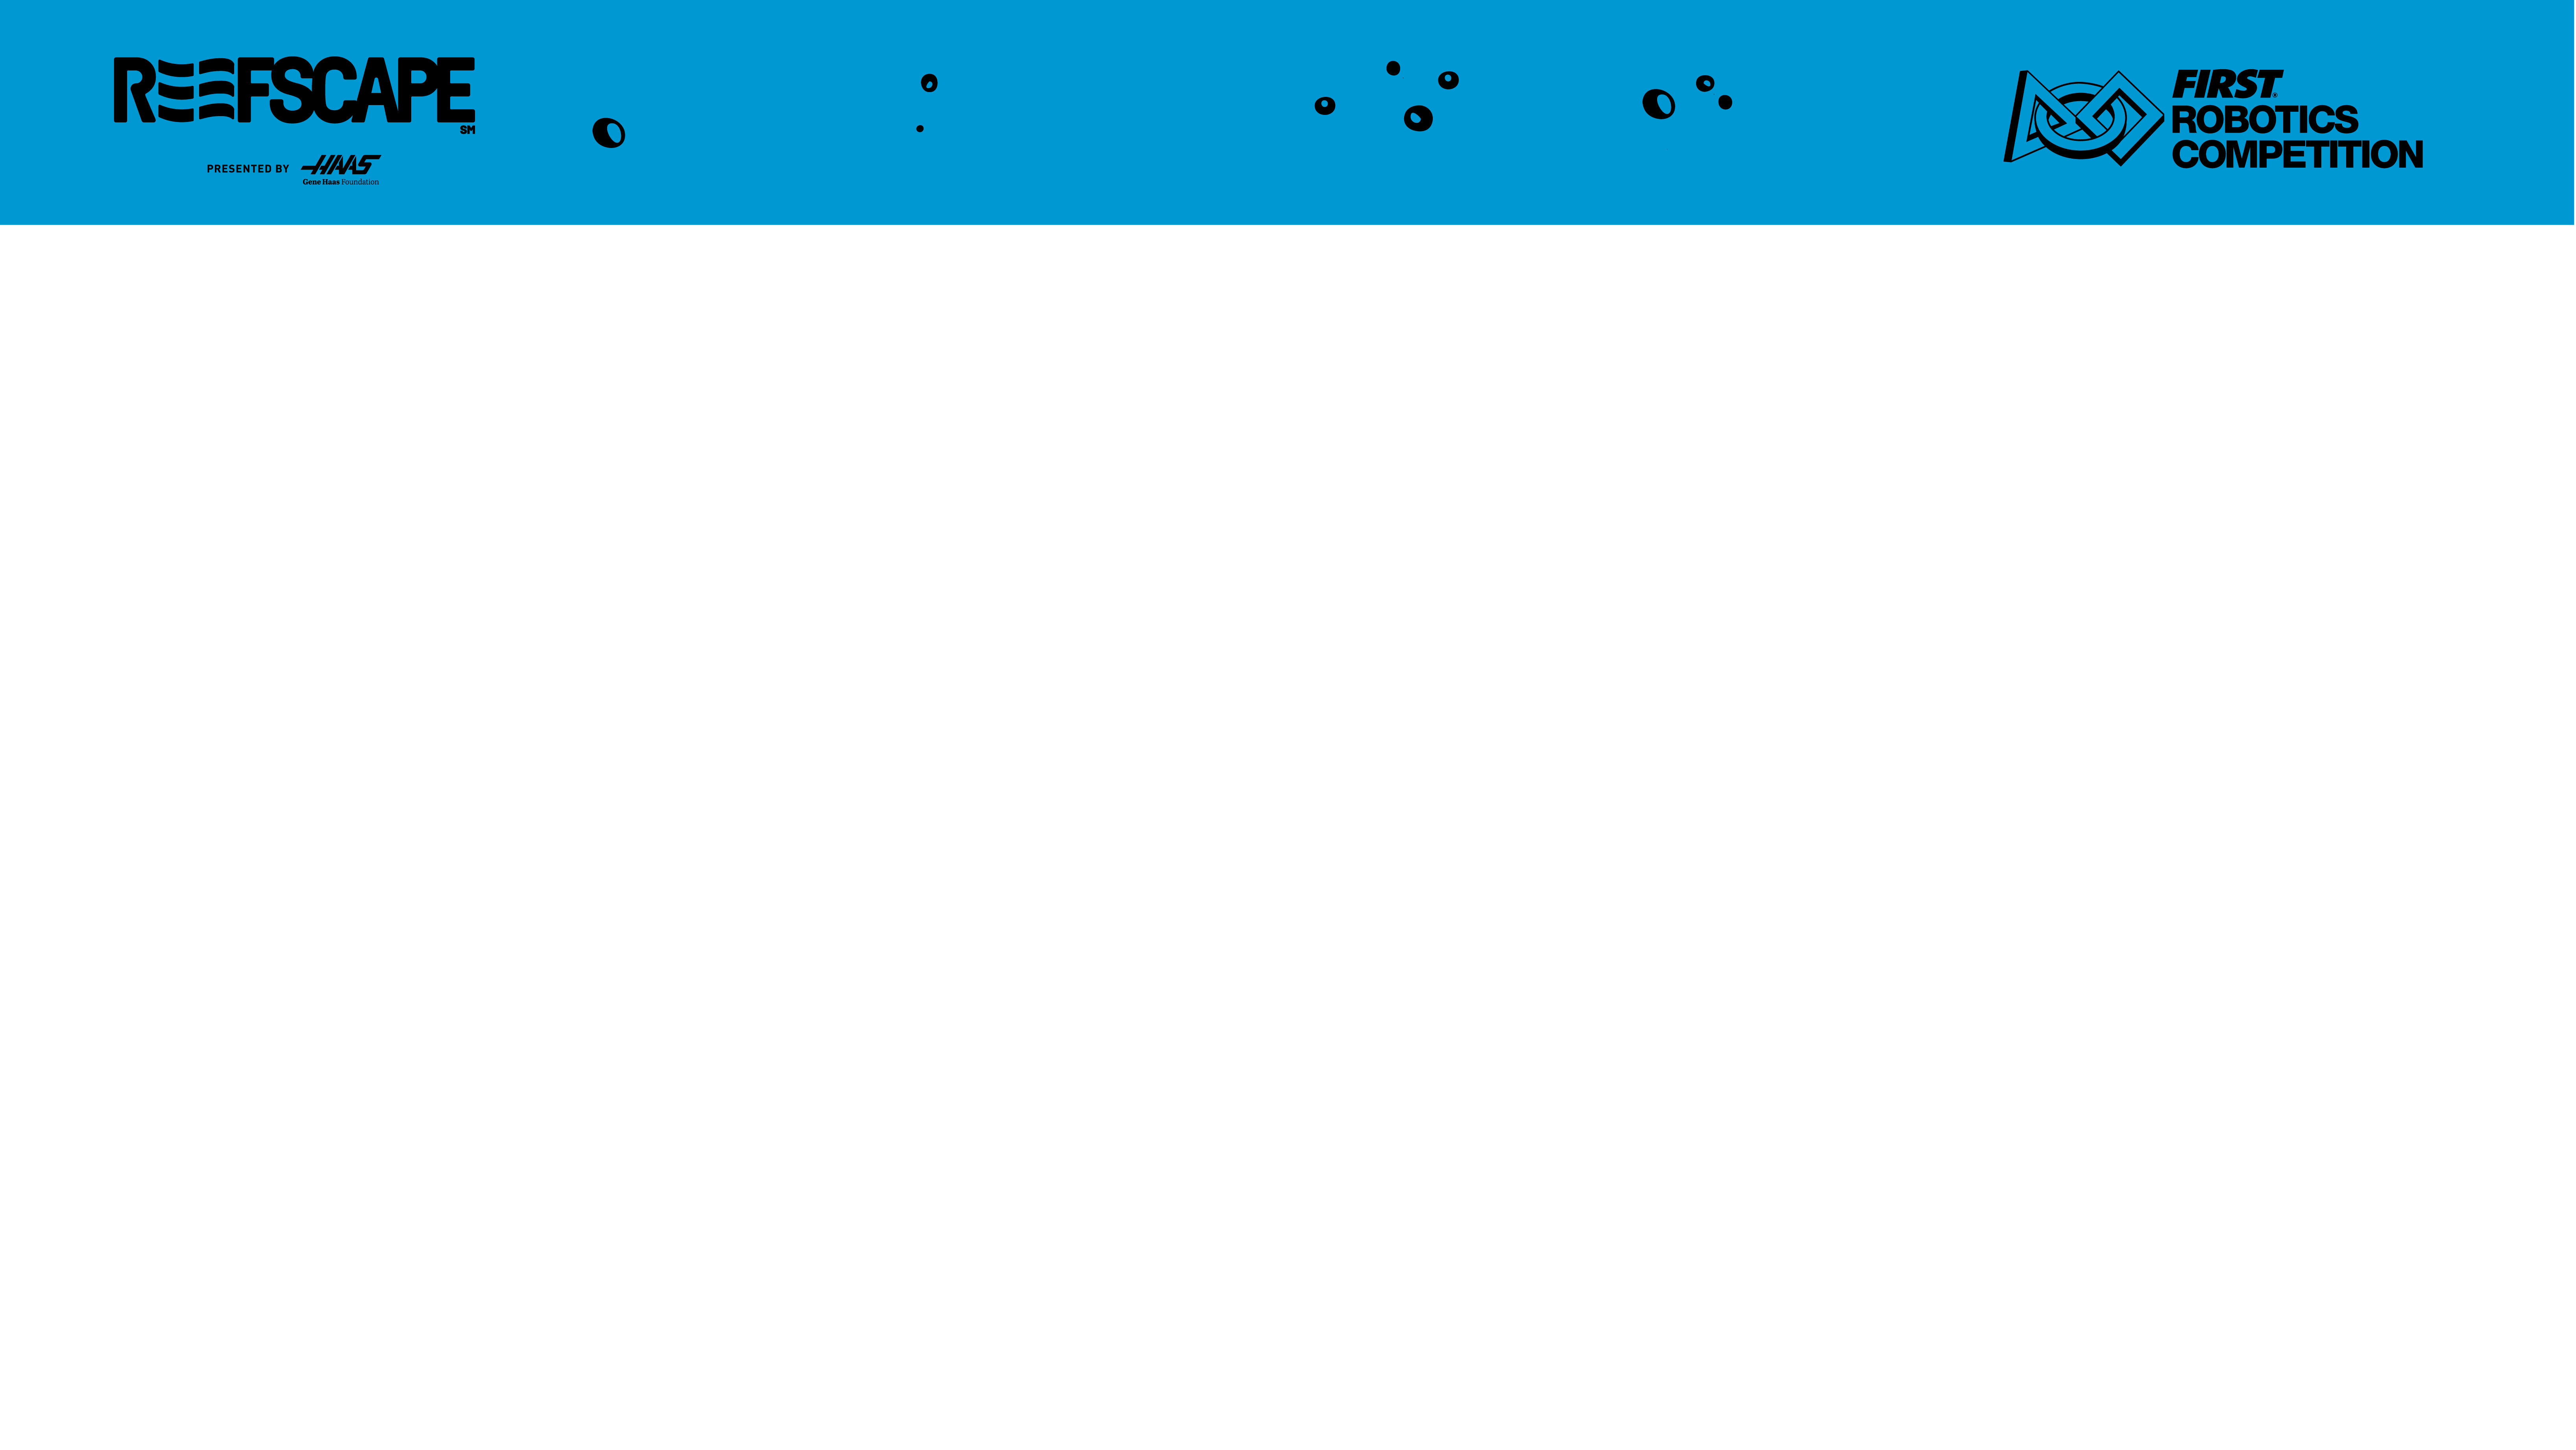 REEFSCAPE
SM
PRESENTED BY HAAS
Gene Haas Foundation
FIRST®
ROBOTICS
COMPETITION